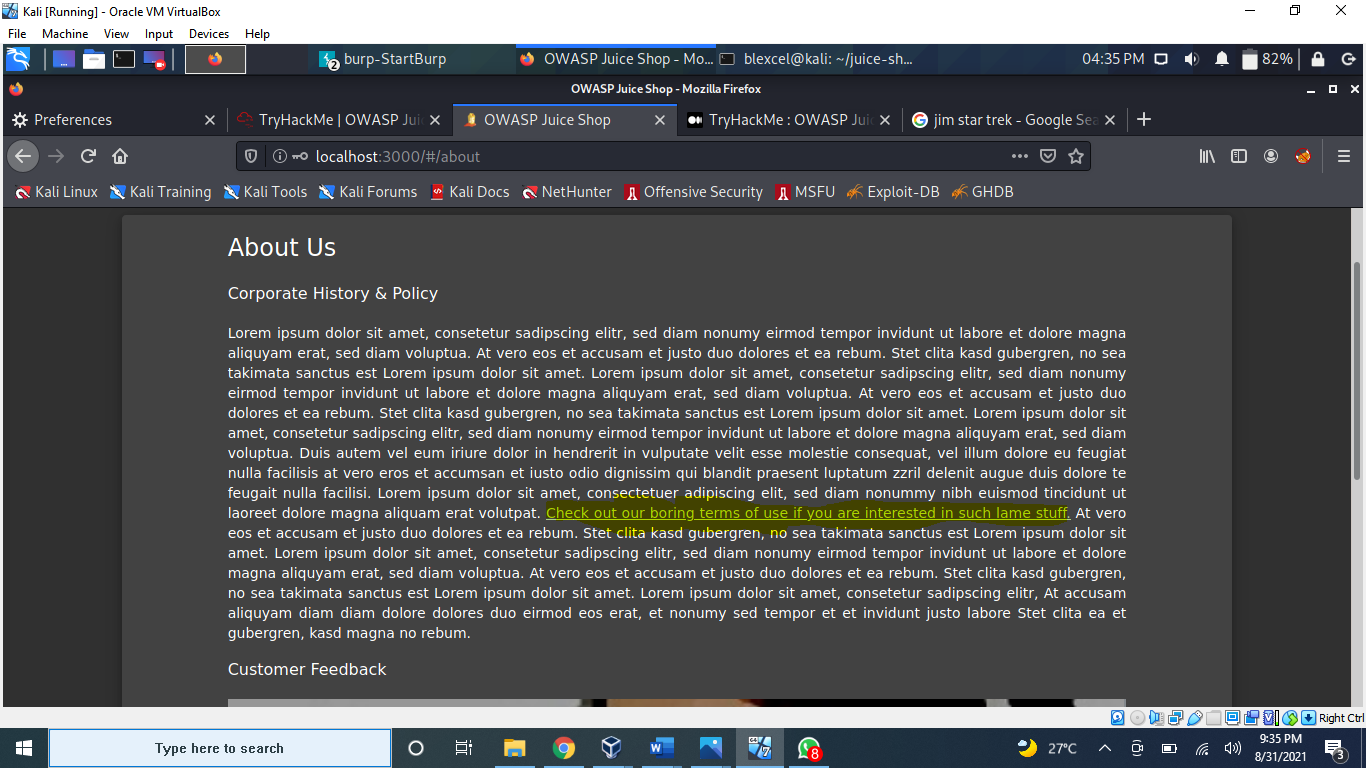 Kali [Running] - Oracle VM VirtualBox
File Machine View Input Devices Help
2 burp-StartBurp OWASP Juice Shop - Mo... blexcel@kali: ~/juice-sh... 04:35 PM 82%
OWASP Juice Shop - Mozilla Firefox
Preferences TryHackMe | OWASP Jui OWASP Juice Shop TryHackMe : OWASP Jui jim star trek - Google Sea
localhost:3000/#/about
Kali Linux Kali Training Kali Tools Kali Forums Kali Docs NetHunter Offensive Security MSFU Exploit-DB GHDB
About Us
Corporate History & Policy
Lorem ipsum dolor sit amet, consetetur sadipscing elitr, sed diam nonumy eirmod tempor invidunt ut labore et dolore magna
aliquyam erat, sed diam voluptua. At vero eos et accusam et justo duo dolores et ea rebum. Stet clita kasd gubergren, no sea
takimata sanctus est Lorem ipsum dolor sit amet. Lorem ipsum dolor sit amet, consetetur sadipscing elitr, sed diam nonumy
eirmod tempor invidunt ut labore et dolore magna aliquyam erat, sed diam voluptua. At vero eos et accusam et justo duo
dolores et ea rebum. Stet clita kasd gubergren, no sea takimata sanctus est Lorem ipsum dolor sit amet. Lorem ipsum dolor sit
amet, consetetur sadipscing elitr, sed diam nonumy eirmod tempor invidunt ut labore et dolore magna aliquyam erat, sed diam
voluptua. Duis autem vel eum iriure dolor in hendrerit in vulputate velit esse molestie consequat, vel illum dolore eu feugiat
nulla facilisis at vero eros et accumsan et iusto odio dignissim qui blandit praesent luptatum zzril delenit augue duis dolore te
feugait nulla facilisi. Lorem ipsum dolor sit amet, consectetuer adipiscing elit, sed diam nonummy nibh euismod tincidunt ut
laoreet dolore magna aliquam erat volutpat. Check out our boring terms of use if you are interested in such lame stuff. At vero
eos et accusam et justo duo dolores et ea rebum. Stet clita kasd gubergren, no sea takimata sanctus est Lorem ipsum dolor sit
amet. Lorem ipsum dolor sit amet, consetetur sadipscing elitr, sed diam nonumy eirmod tempor invidunt ut labore et dolore
magna aliquyam erat, sed diam voluptua. At vero eos et accusam et justo duo dolores et ea rebum. Stet clita kasd gubergren,
no sea takimata sanctus est Lorem ipsum dolor sit amet. Lorem ipsum dolor sit amet, consetetur sadipscing elitr, At accusam
aliquyam diam diam dolore dolores duo eirmod eos erat, et nonumy sed tempor et et invidunt justo labore Stet clita ea et
gubergren, kasd magna no rebum.
Customer Feedback
Right Ctrl
Type here to search 8 27°C 9:35 PM
8/31/2021 3